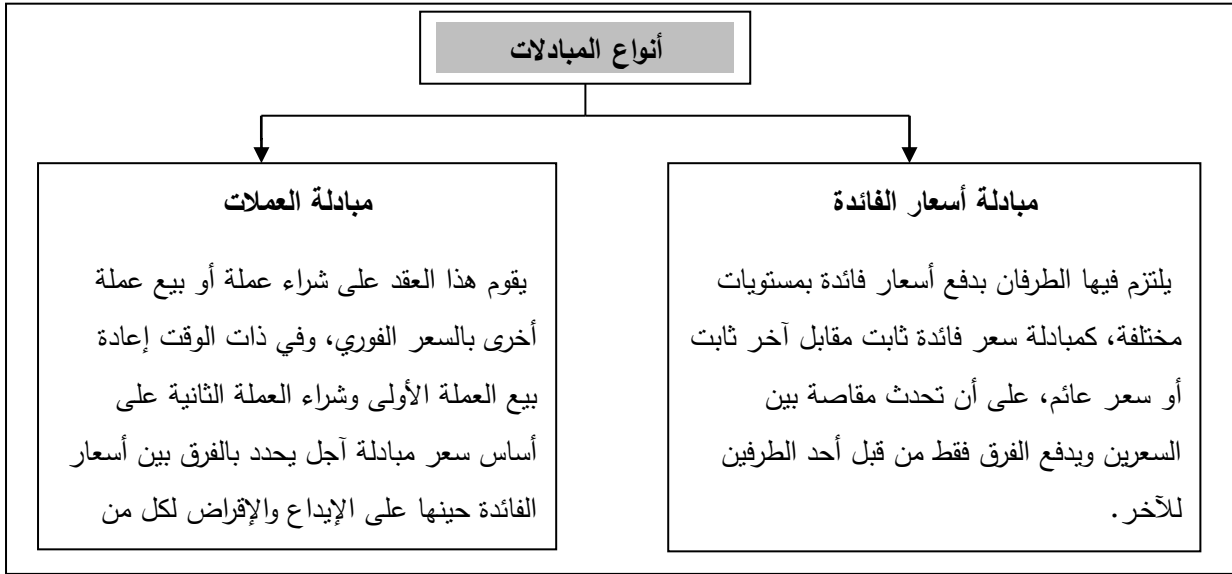 أنواع المبادلات
مبادلة أسعار الفائدة
يلتزم فيها الطرفان بدفع أسعار فائدة بمستويات
مختلفة، كمبادلة سعر فائدة ثابت مقابل آخر ثابت
أو سعر عائم، على أن تحدث مقاصة بين
السعرين ويدفع الفرق فقط من قبل أحد الطرفين
للآخر.
مبادلة العملات
يقوم هذا العقد على شراء عملة أو بيع عملة
أخرى بالسعر الفوري، وفي ذات الوقت إعادة
بيع العملة الأولى وشراء العملة الثانية على
أساس سعر مبادلة آجل يحدد بالفرق بين أسعار
الفائدة حينها على الإيداع والإقراض لكل من